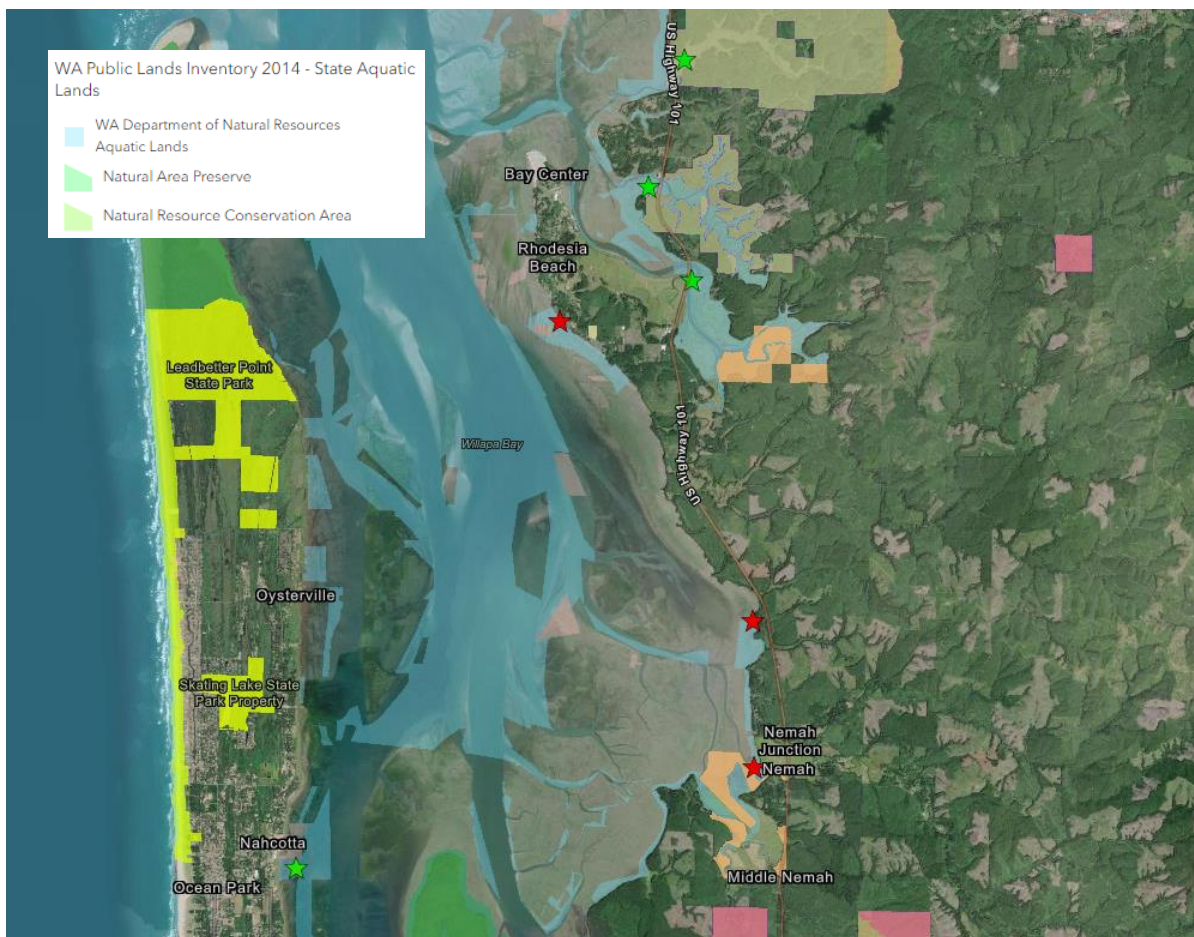 WA Public Lands Inventory 2014 - State Aquatic
Lands
WA Department of Natural Resources
Aquatic Lands
Natural Area Preserve
Natural Resource Conservation Area
US Highway 101
Bay Center
Rhodesia
Beach
Leadbetter Point
State Park
US Highway 101
Willapa Bay
Oysterville
Skating Lake State
Park Property
Nemah
Junction
Nemah
Nahcotta
Middle Nemah
Ocean Park